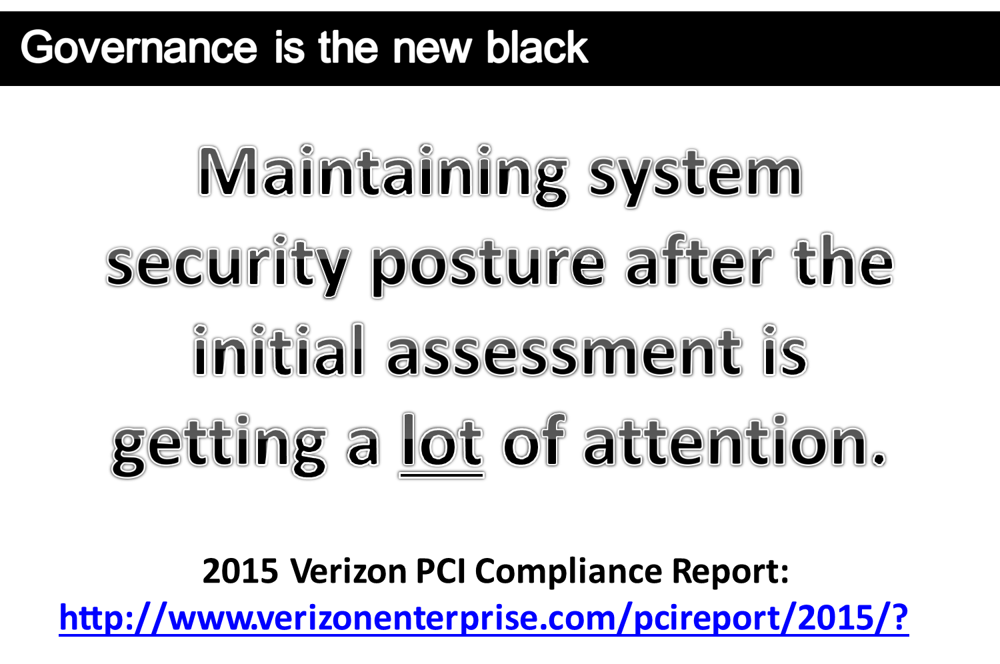 Governance is the new black
Maintaining system
security posture after the
initial assessment is
getting a lot of attention.
2015 Verizon PCI Compliance Report:
http://www.verizonenterprise.com/pcireport/2015/?